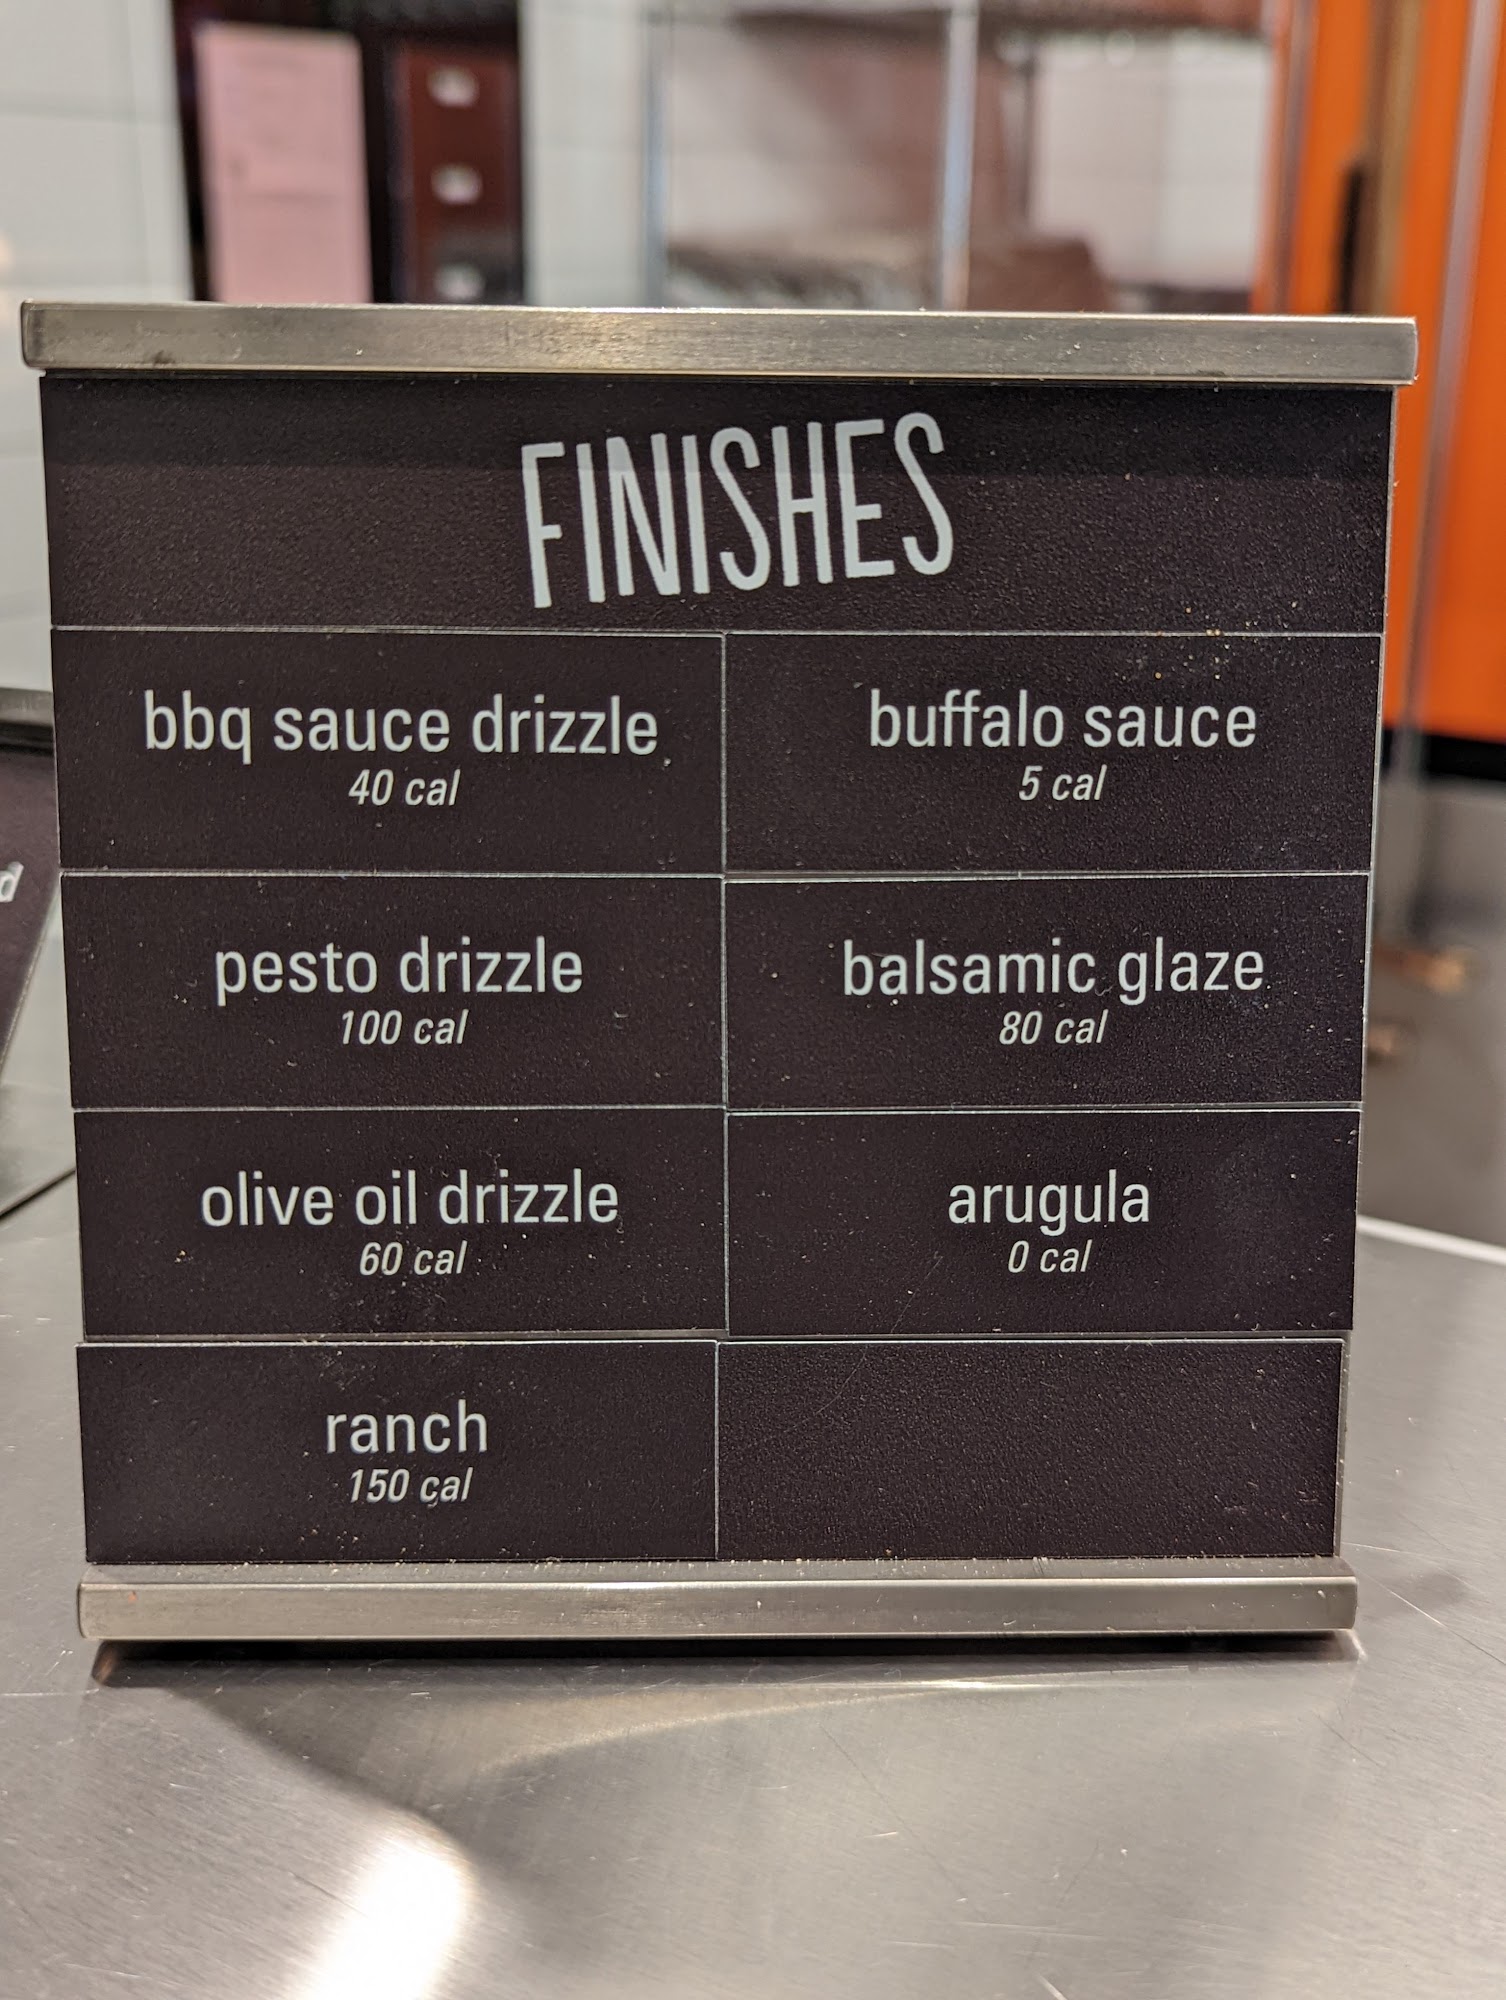 FINISHES
bbq sauce drizzle
40 cal
buffalo sauce
5 cal
pesto drizzle
100 cal
balsamic glaze
80 cal
olive oil drizzle
60 cal
arugula
0 cal
ranch
150 cal